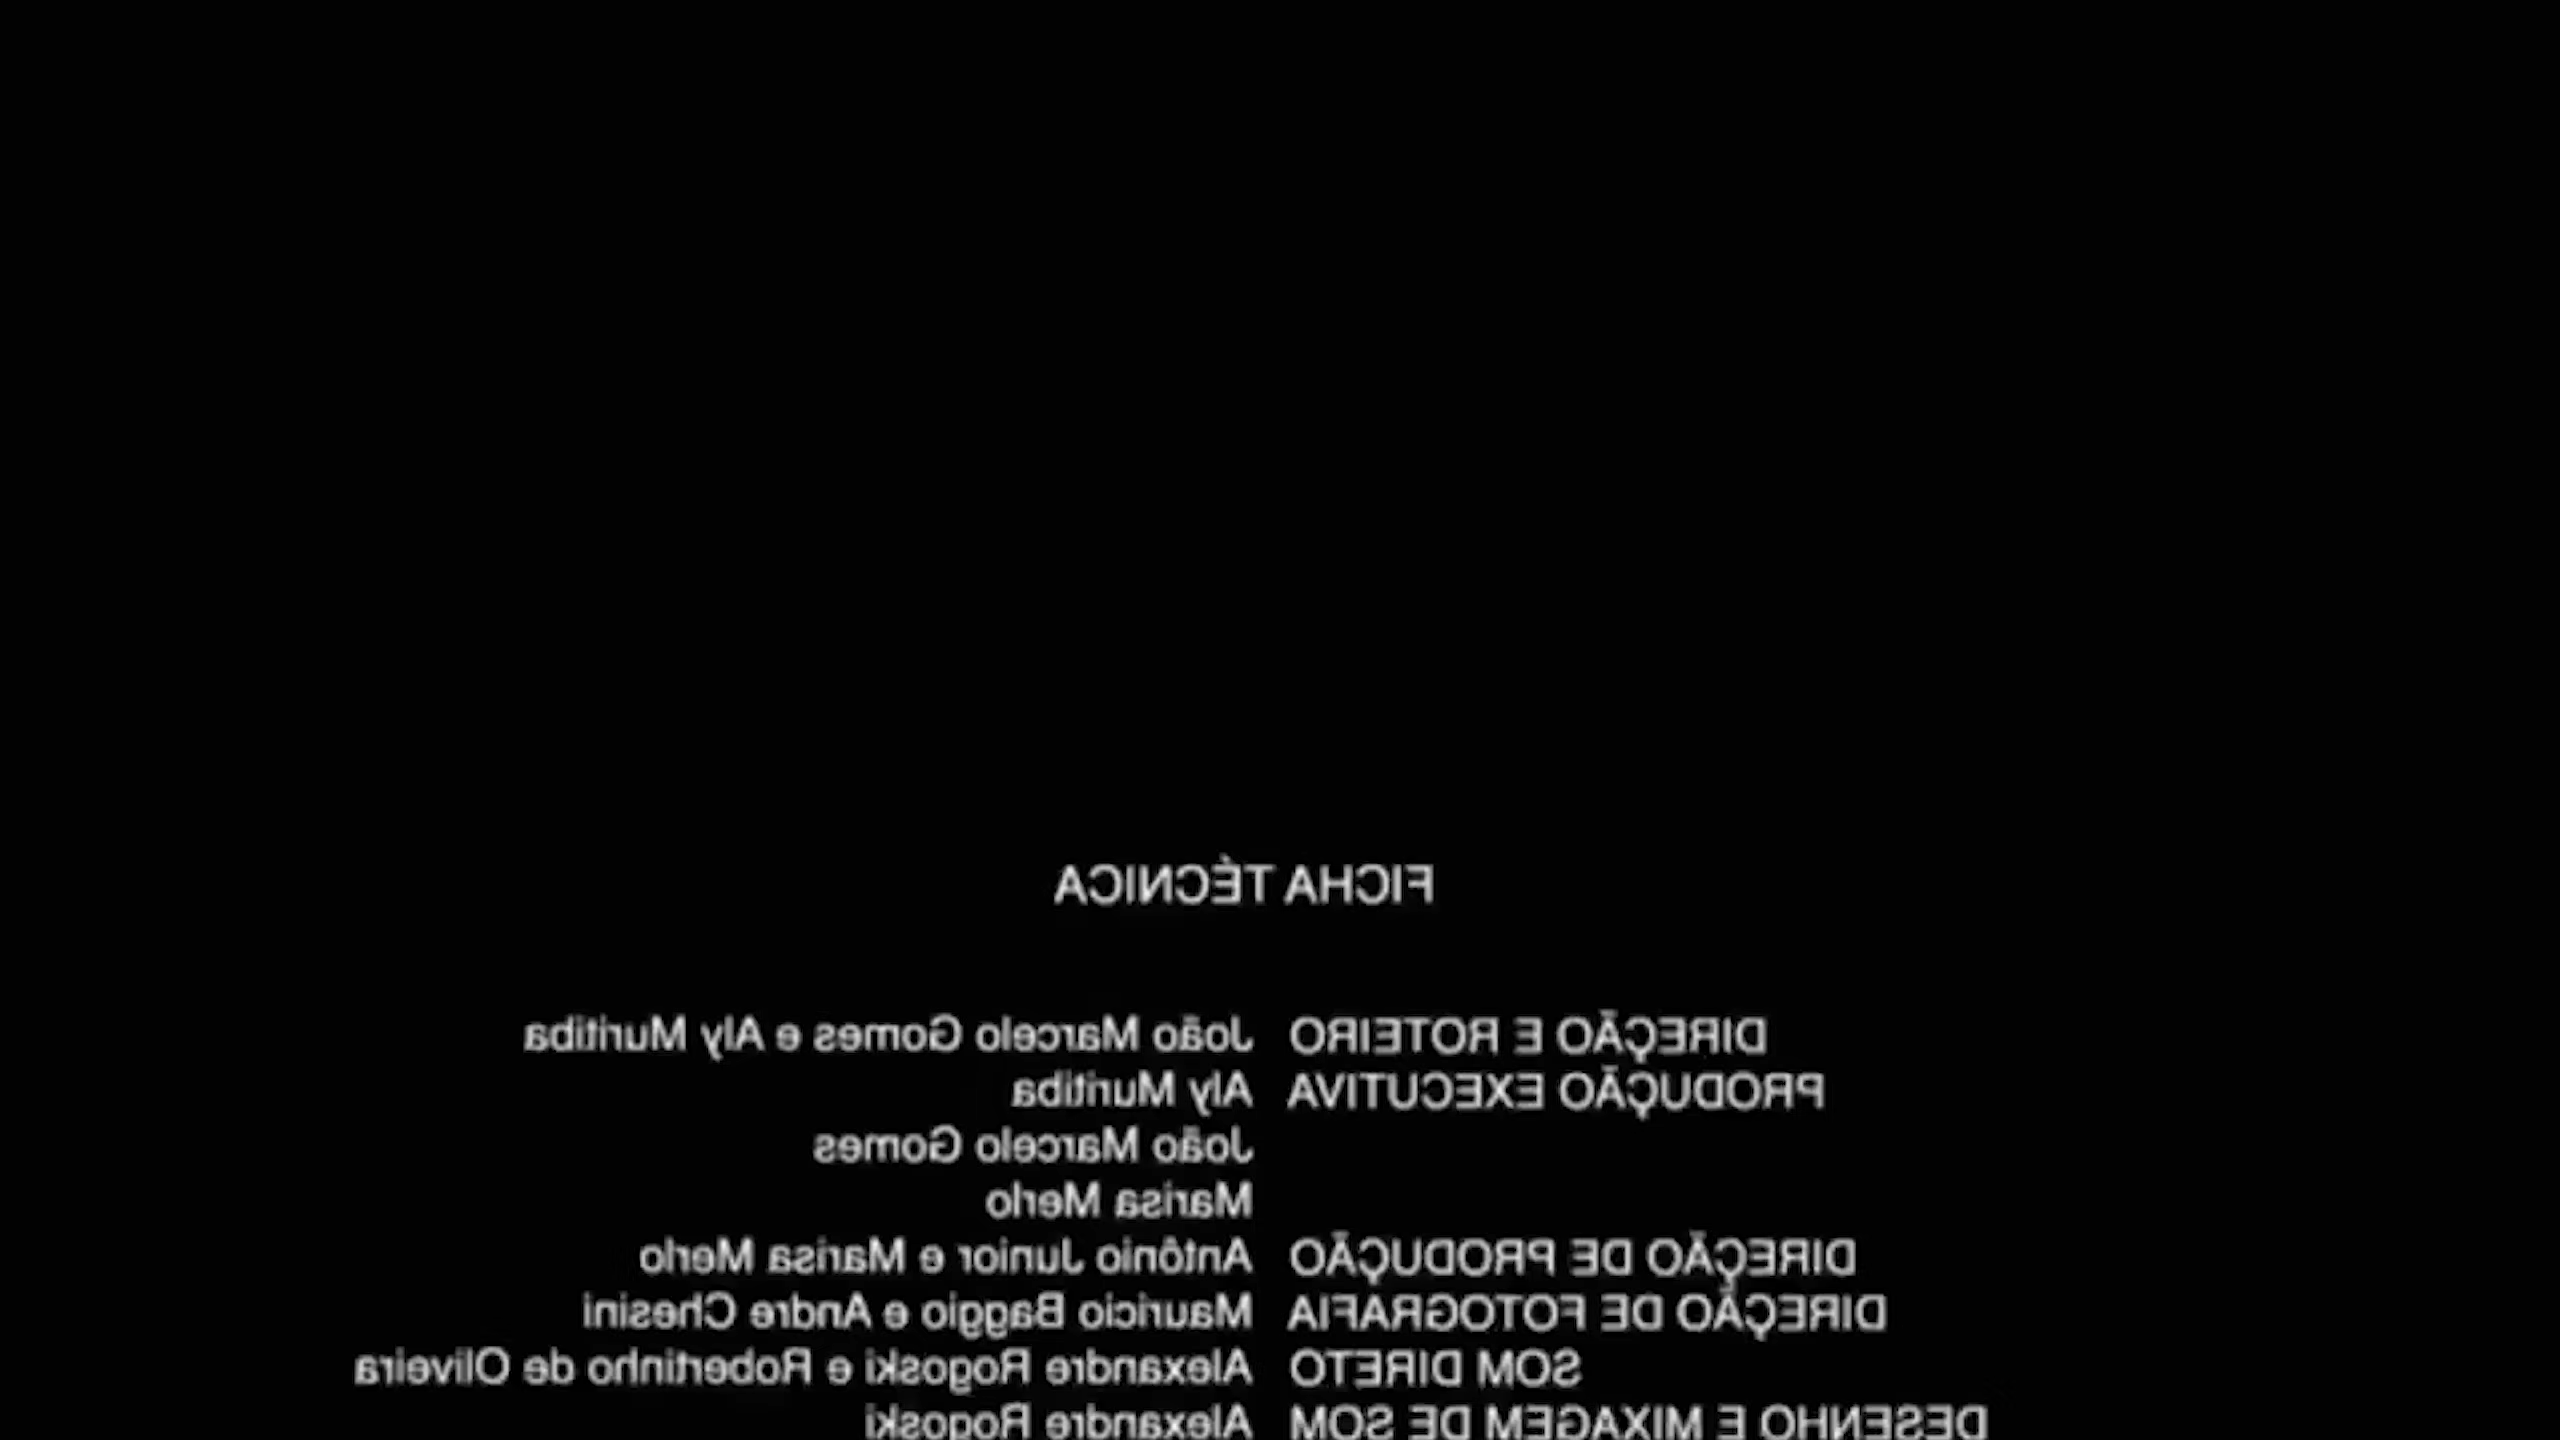 FICHA TÉCNICA
DIREÇÃO E ROTEIRO João Marcelo Gomes e Aly Muritiba
PRODUÇÃO EXECUTIVA Aly Muritiba
João Marcelo Gomes
Marisa Merlo
DIREÇÃO DE PRODUÇÃO Antônio Junior e Marisa Merlo
DIREÇÃO DE FOTOGRAFIA Mauricio Baggio e Andre Chesini
SOM DIRETO Alexandre Rogoski e Robertinho de Oliveira
DESENHO E MIXAGEM DE SOM Alexandre Rogoski